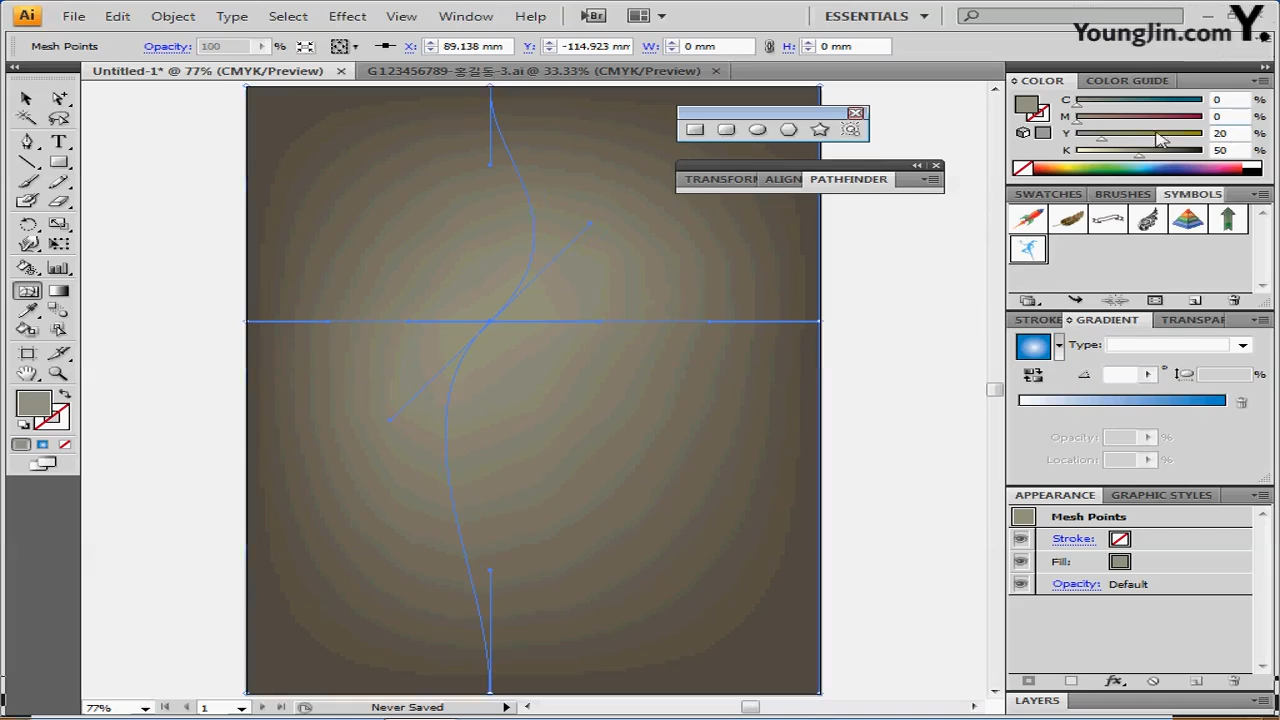 Ai File Edit Object Type Select Effect View Window Help Br ESSENTIALS
YoungJin.com Y.
Mesh Points Opacity: 100 % X: 89.138 mm Y: -114.923 mm W: 0 mm H: 0 mm
Untitled-1* @ 77% (CMYK/Preview) G123456789-홍길동-3.ai @ 33.33% (CMYK/Preview)
COLOR COLOR GUIDE
C 0 %
M 0 %
Y 20 %
K 50 %
TRANSFORM ALIGN PATHFINDER
SWATCHES BRUSHES SYMBOLS
STROKE GRADIENT TRANSPAR
Type:
° %
Opacity: %
Location: %
APPEARANCE GRAPHIC STYLES
Mesh Points
Stroke:
Fill:
Opacity: Default
LAYERS
77% 1 Never Saved